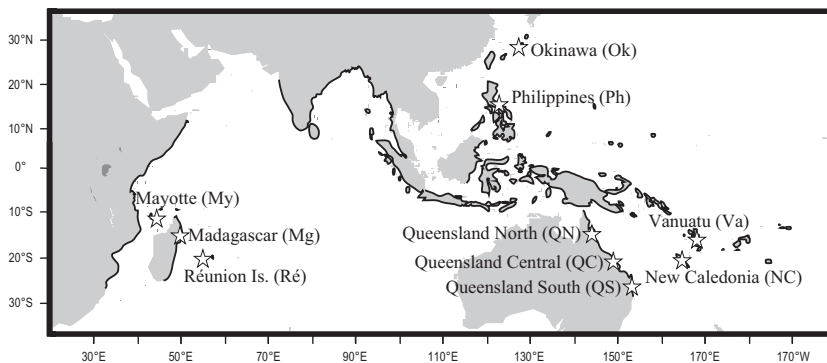 30°N
Okinawa (Ok)
20°N
Philippines (Ph)
10°N
0°
Mayotte (My)
10°S
Vanuatu (Va)
Madagascar (Mg)
Queensland North (QN)
20°S
Queensland Central (QC)
Réunion Is. (Ré)
New Caledonia (NC)
Queensland South (QS)
30°S
30°E 50°E 70°E 90°E 110°E 130°E 150°E 170°E 170°W